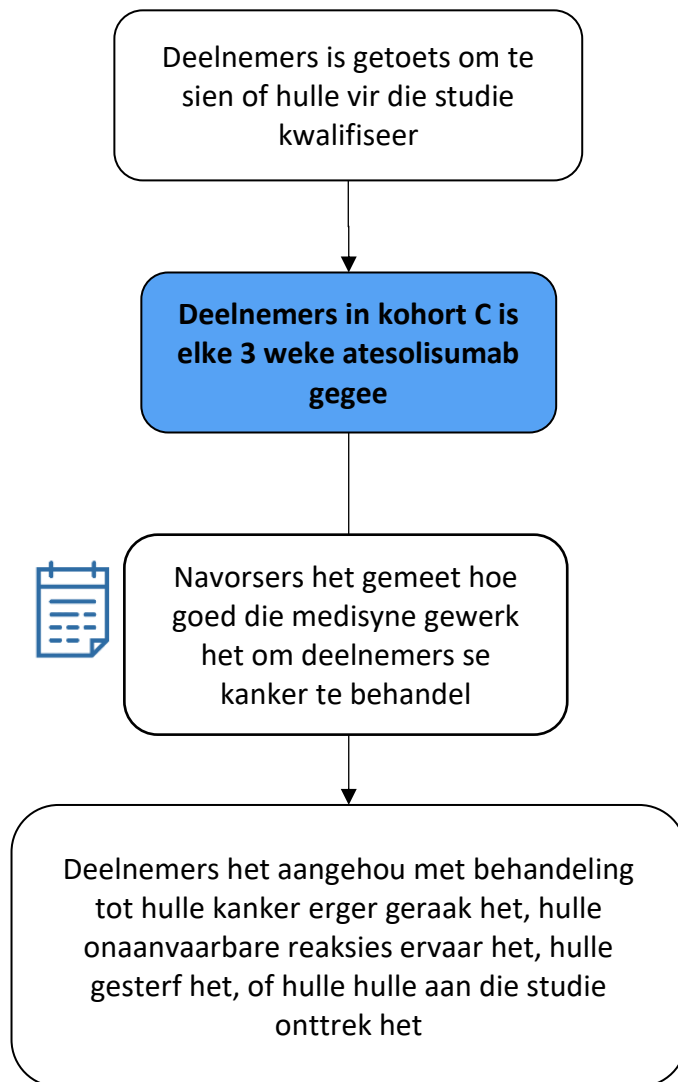 Deelnemers is getoets om te
sien of hulle vir die studie
kwalifiseer
Deelnemers in kohort C is
elke 3 weke atesolisumab
gegee
Navorsers het gemeet hoe
goed die medisyne gewerk
het om deelnemers se
kanker te behandel
Deelnemers het aangehou met behandeling
tot hulle kanker erger geraak het, hulle
onaanvaarbare reaksies ervaar het, hulle
gesterf het, of hulle hulle aan die studie
onttrek het